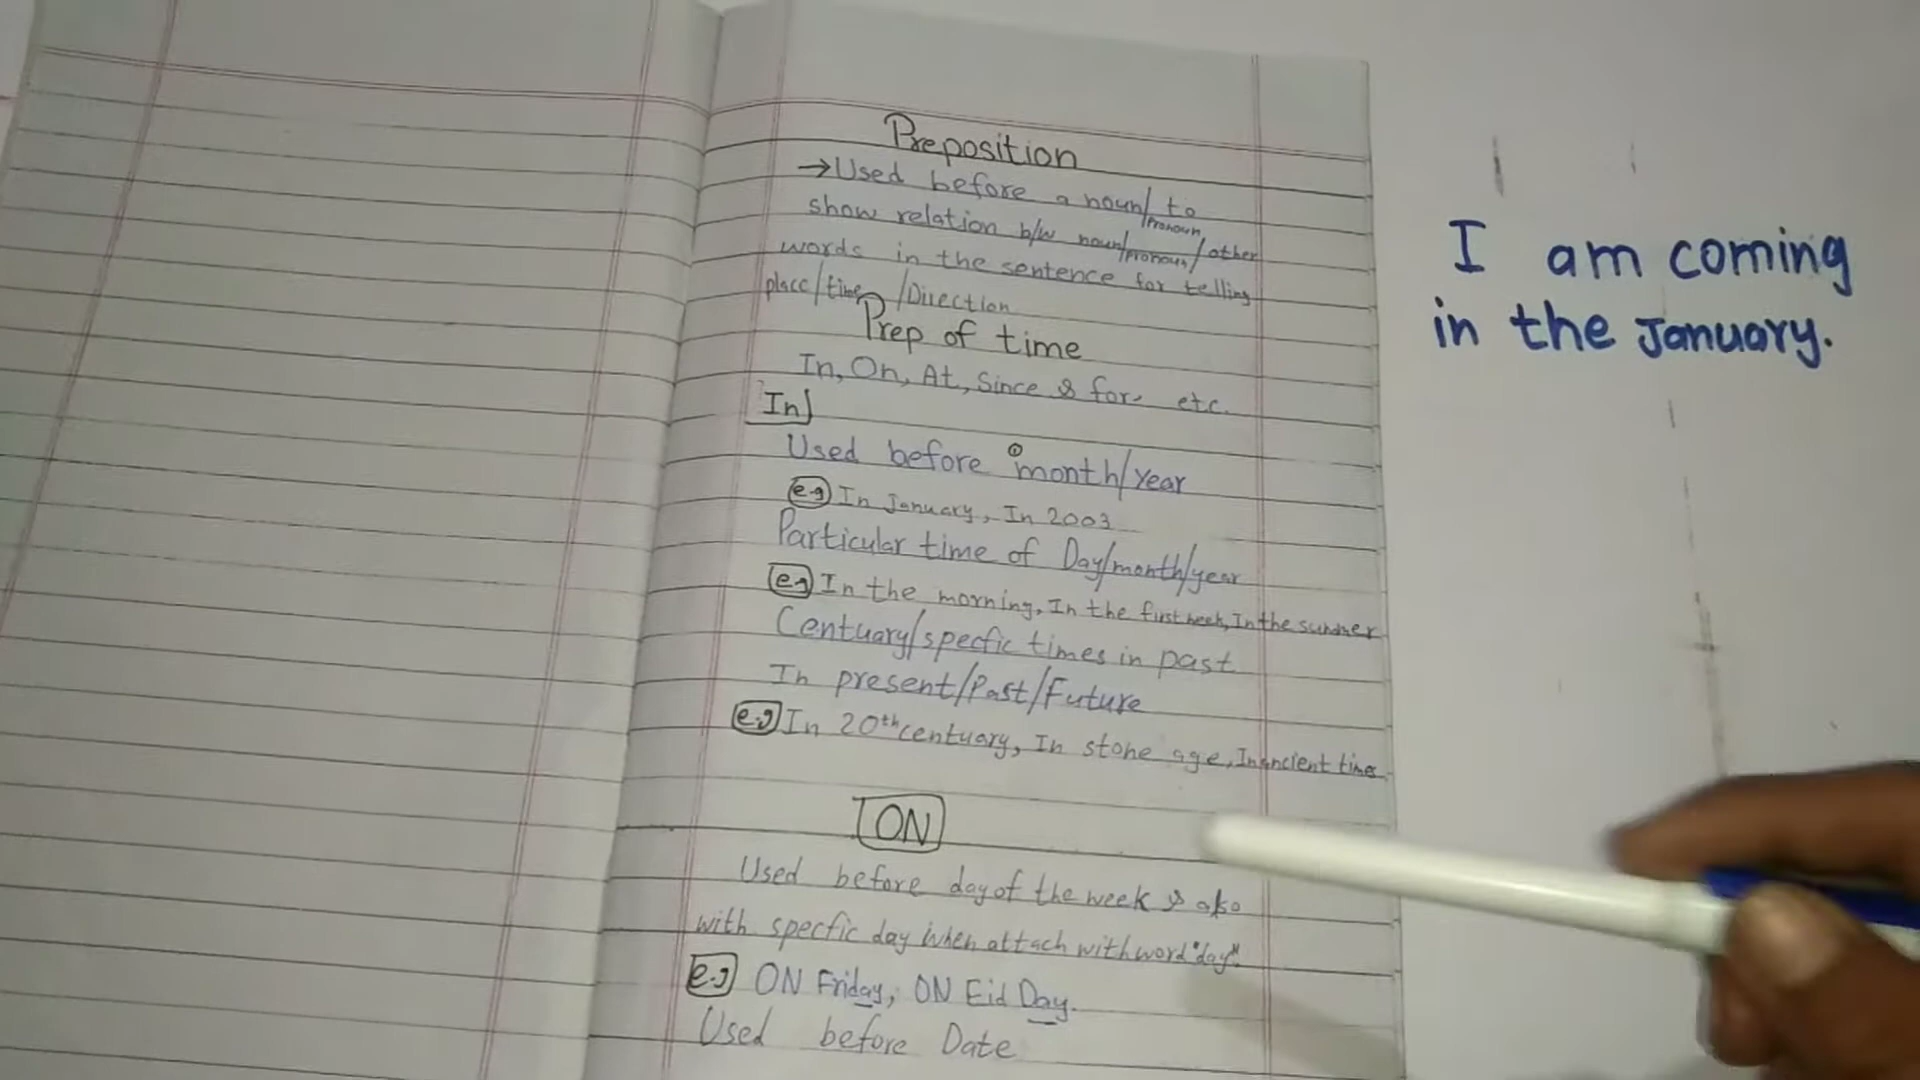 Preposition
→ Used before a noun/pronoun to
show relation b/w noun/pronoun/other
words in the sentence for telling
place/time/Direction
Prep of time
In, On, At, Since & for, etc.
In
Used before ① month/year
e.g In January, In 2003
Particular time of Day/month/year
e.g In the morning, In the first week, In the summer
Centuary/specfic times in past
In present/Past/Future
e.g In 20th centuary, In stone age, In ancient times
ON
Used before day of the week & also
with specfic day when attach with word "day".
e.g ON Friday, ON Eid Day.
Used before Date
I am coming
in the January.